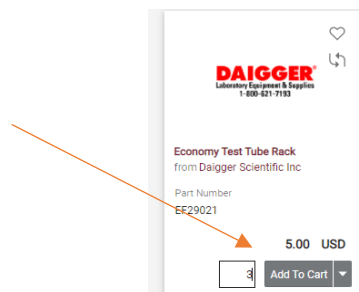 DAIGGER®
Laboratory Equipment & Supplies
1-800-621-7193
Economy Test Tube Rack
from Daigger Scientific Inc
Part Number
EF29021
5.00 USD
3 Add To Cart